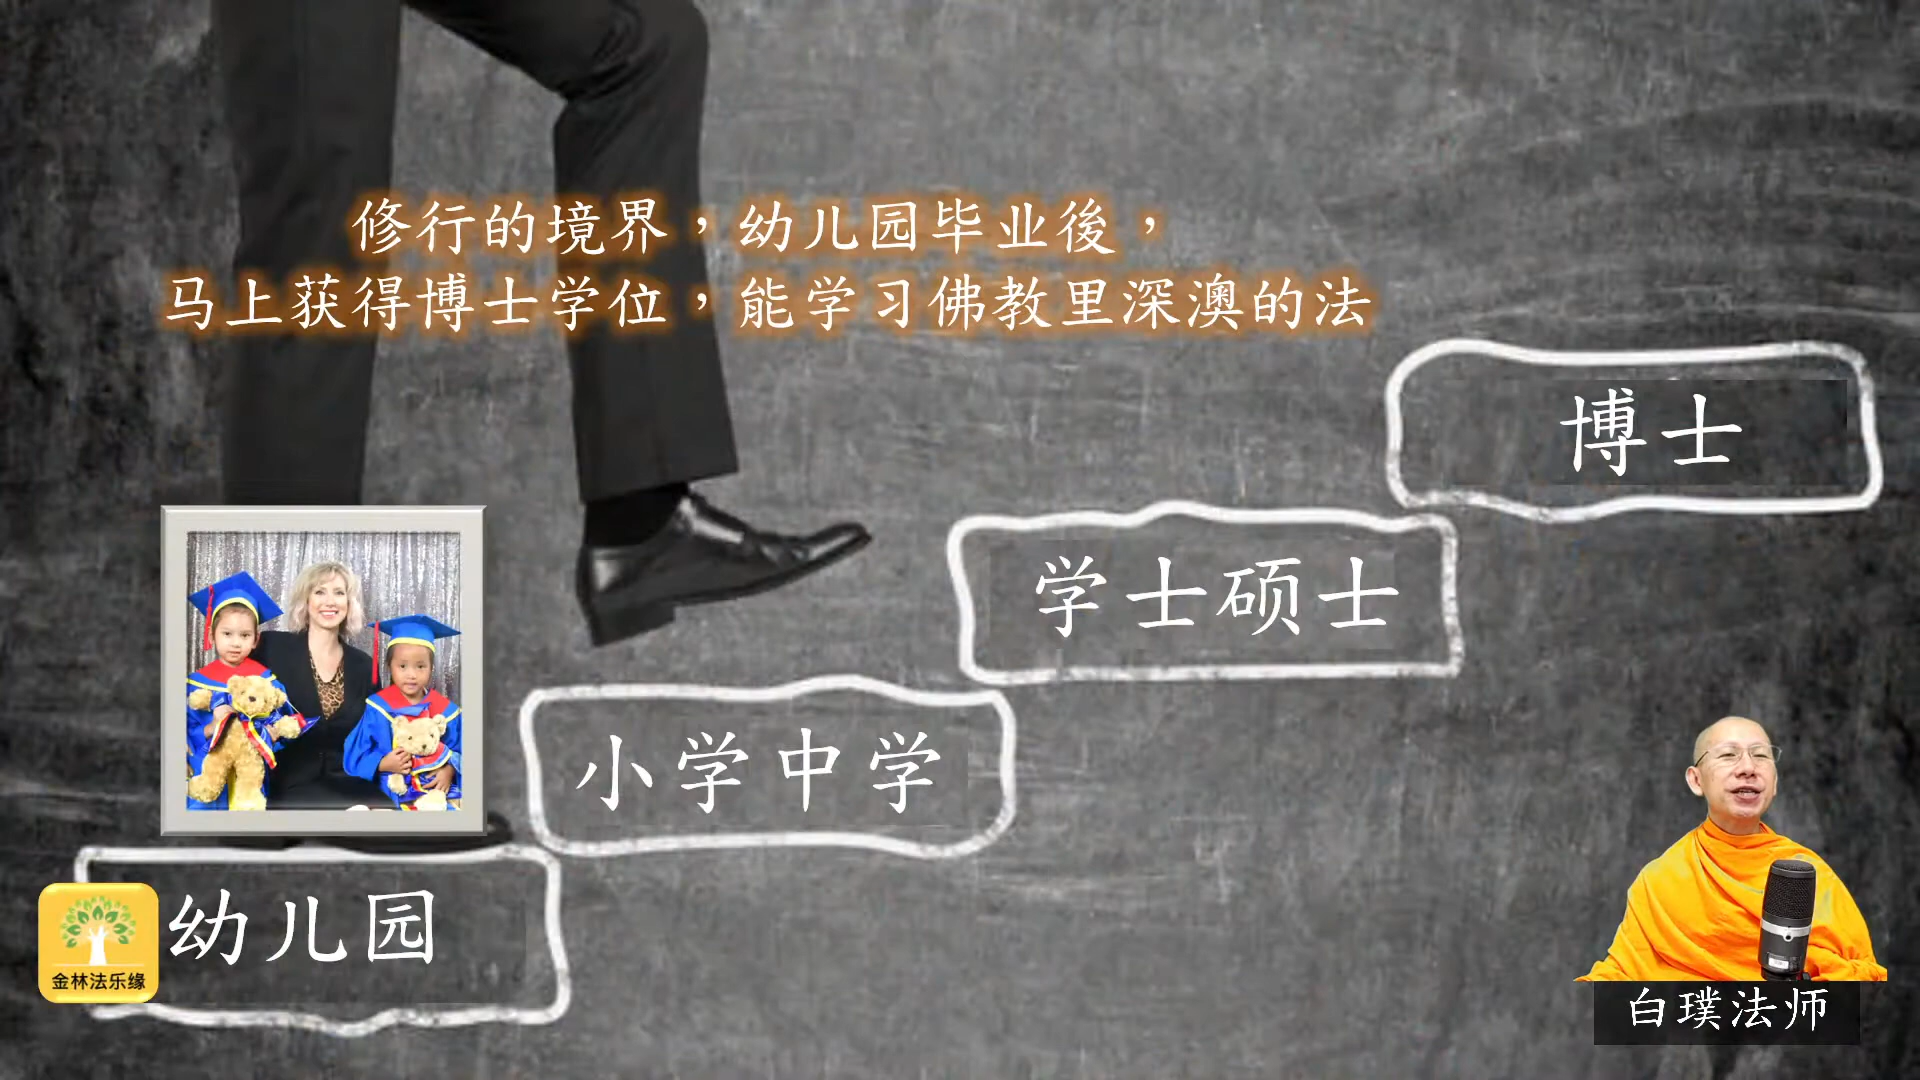 修行的境界，幼儿园毕业後，
马上获得博士学位，能学习佛教里深澳的法
博士
学士硕士
小学中学
幼儿园
金林法乐缘
白璞法师